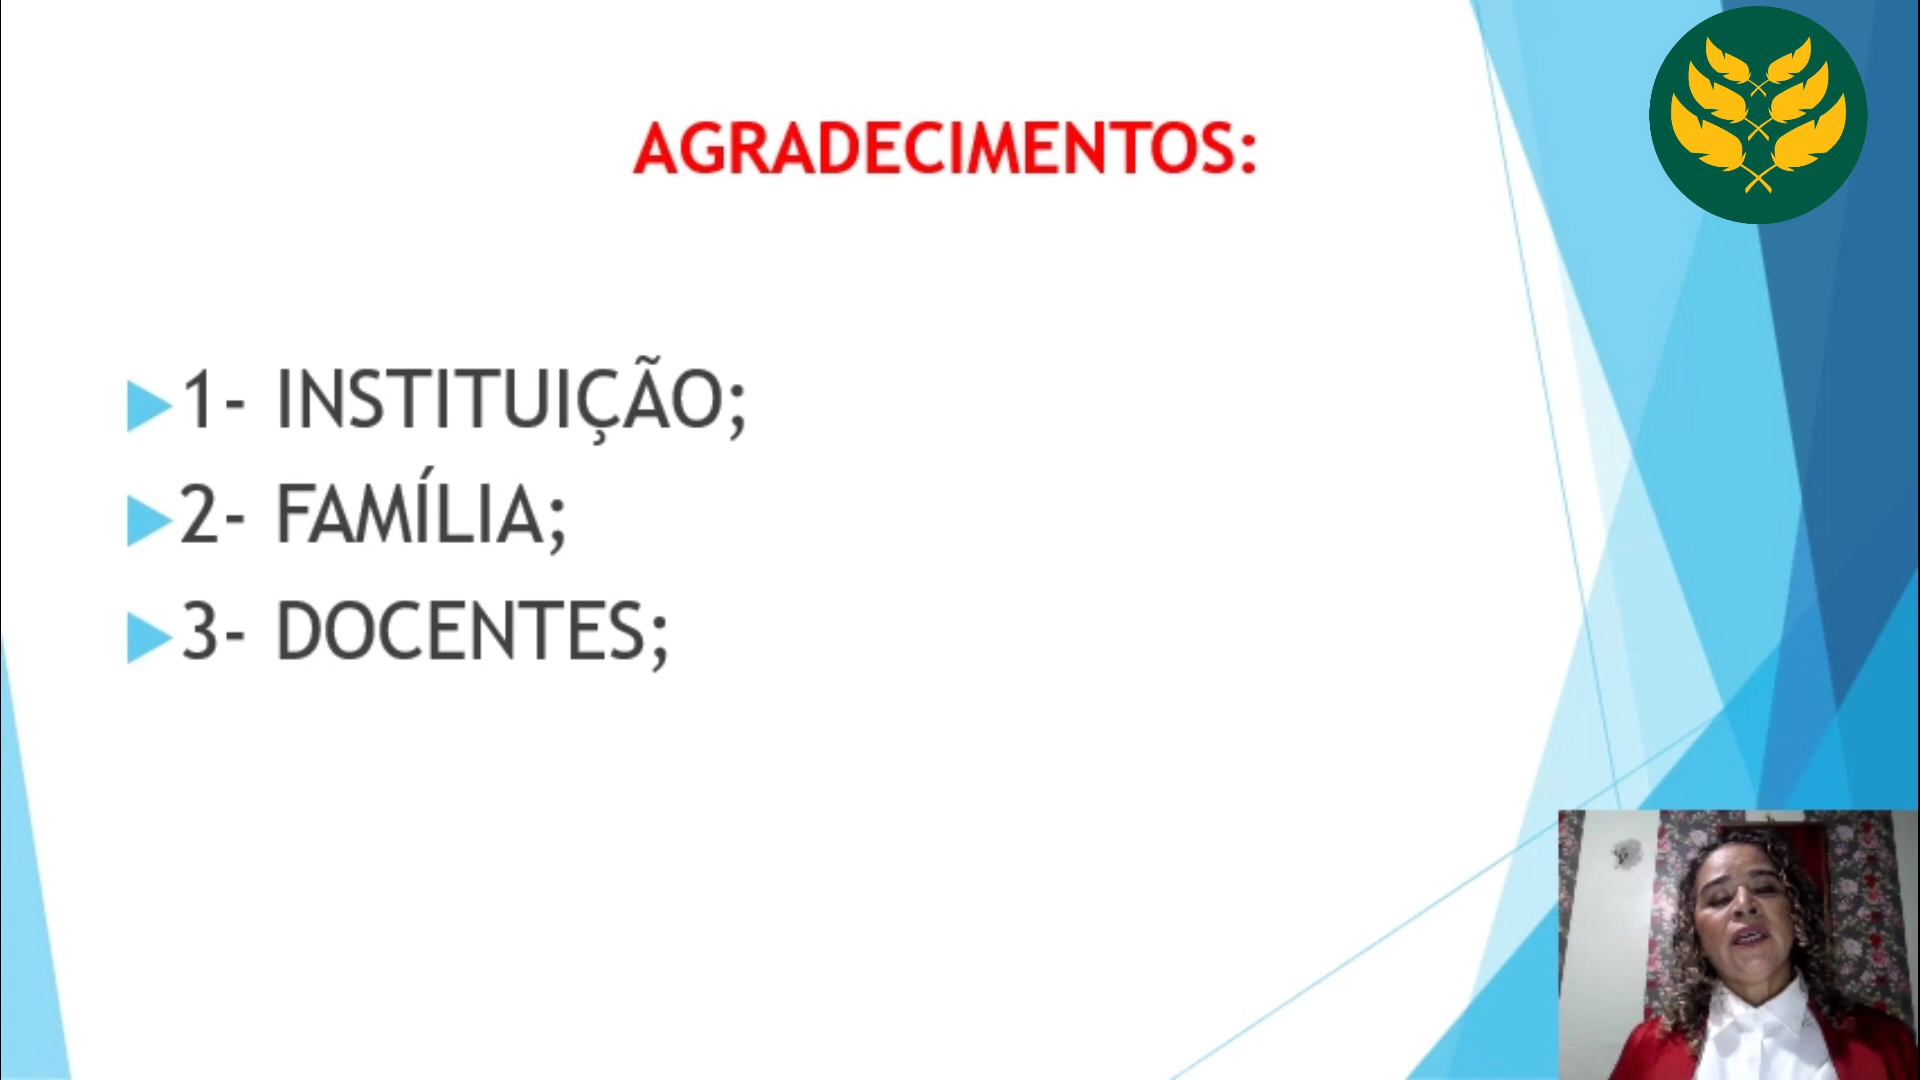 AGRADECIMENTOS:
1- INSTITUIÇÃO;
2- FAMÍLIA;
3- DOCENTES;